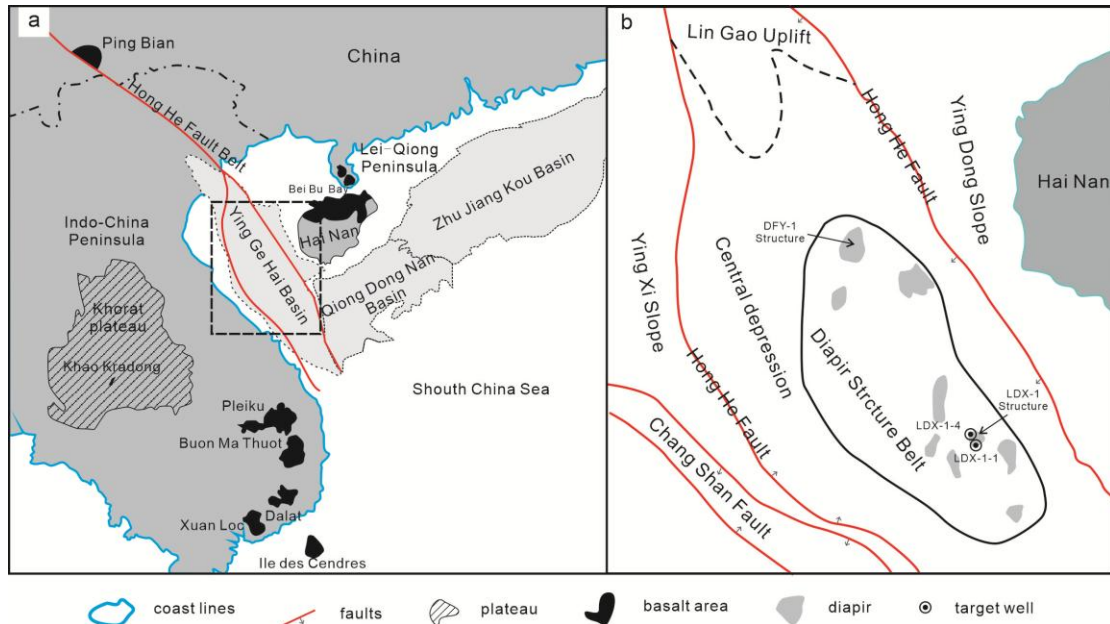 a
Ping Bian
China
Hong He Fault Belt
Lei-Qiong
Peninsula
Bei Bu Bay
Hai Nan
Zhu Jiang Kou Basin
Indo-China
Peninsula
Ying Ge Hai Basin
Qiong Dong Nan
Basin
Khorat
plateau
Khao Kradong
Shouth China Sea
Pleiku
Buon Ma Thuot
Dalat
Xuan Loc
Ile des Cendres
b
Lin Gao Uplift
Hong He Fault
Ying Dong Slope
Hai Nan
DFY-1
Structure
Ying Xi Slope
Central depression
Diapir Strcture Belt
Hong He Fault
LDX-1
Structure
LDX-1-4
LDX-1-1
Chang Shan Fault
coast lines
faults
plateau
basalt area
diapir
target well